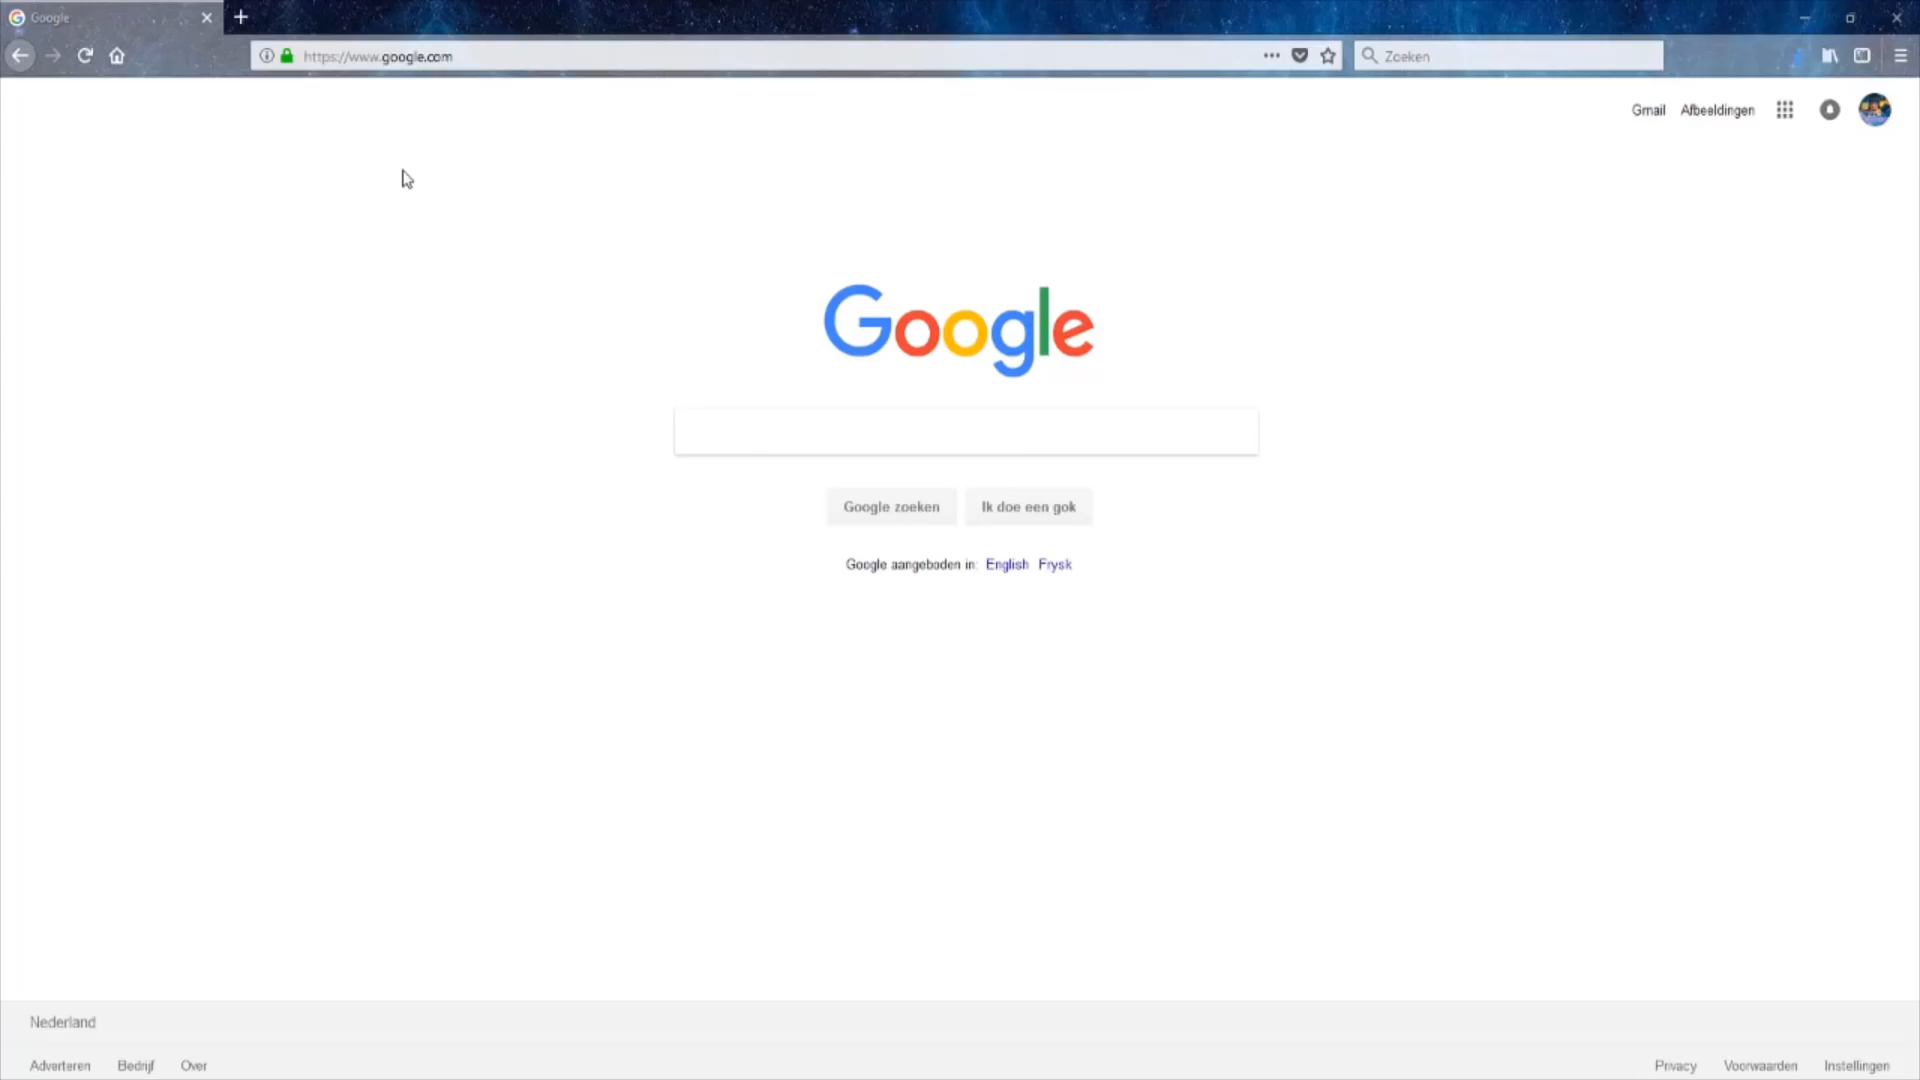 Google
https://www.google.com
Zoeken
Gmail Afbeeldingen
Google
Google zoeken Ik doe een gok
Google aangeboden in: English Frysk
Nederland
Adverteren Bedrijf Over
Privacy Voorwaarden Instellingen